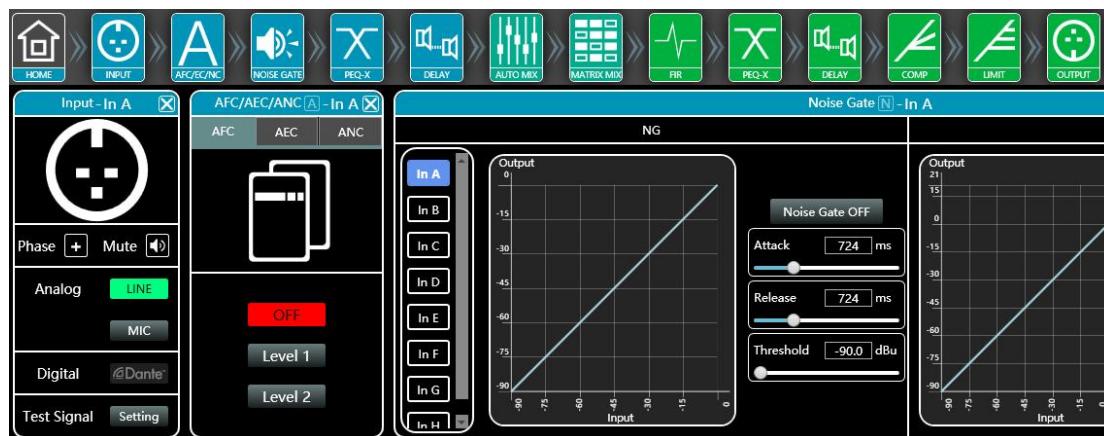 HOME
INPUT
AFC/EC/NC
NOISE GATE
PEQ-X
DELAY
AUTO MIX
MATRIX MIX
FIR
PEQ-X
DELAY
COMP
LIMIT
OUTPUT
Input-In A
Phase + Mute
Analog LINE
MIC
Digital Dante
Test Signal Setting
AFC/AEC/ANC A -In A
AFC AEC ANC
OFF
Level 1
Level 2
Noise Gate N -In A
NG
In A
In B
In C
In D
In E
In F
In G
In H
Output
0
-15
-30
-45
-60
-75
-90
-90 -75 -60 -45 -30 -15 0
Input
Noise Gate OFF
Attack 724 ms
Release 724 ms
Threshold -90.0 dBu
Output
21
15
0
-15
-30
-45
-60
-75
-90
-90 -75 -60 -45 -30 -15 0
Input